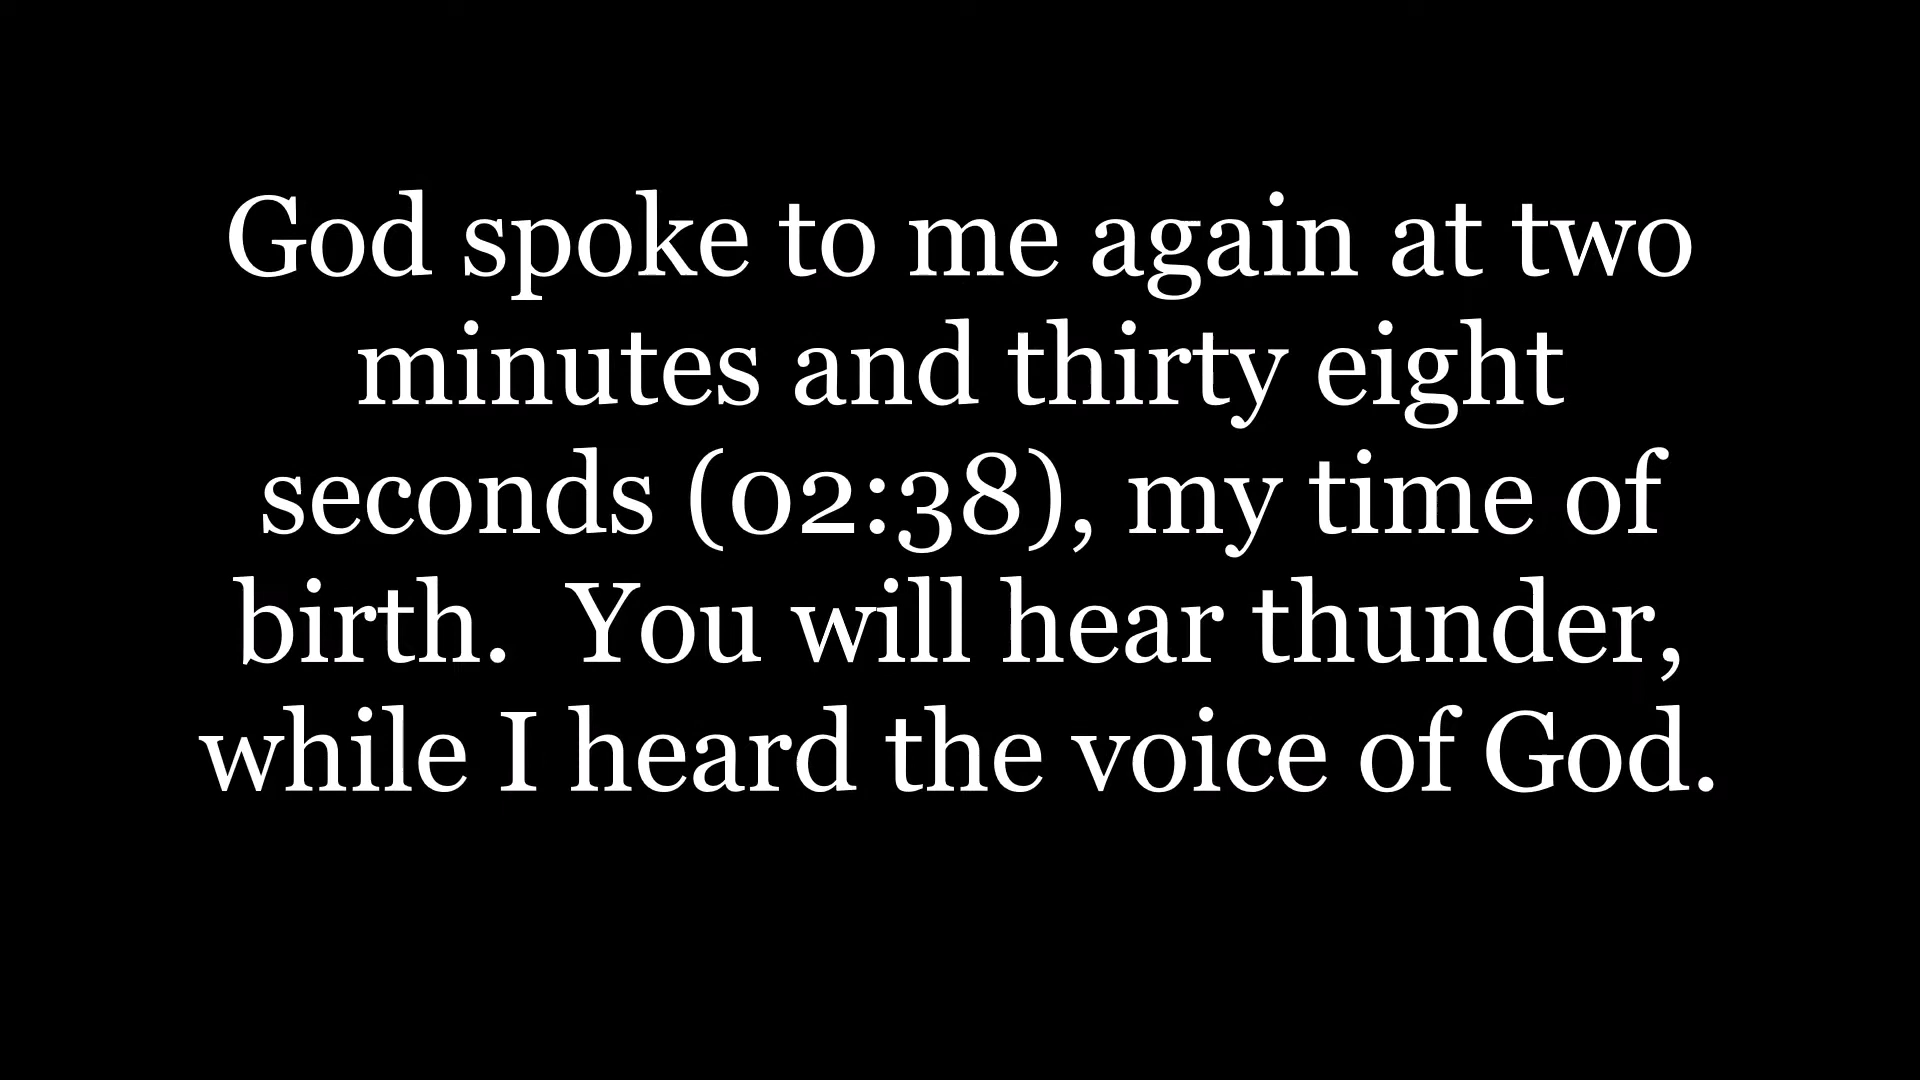 God spoke to me again at two
minutes and thirty eight
seconds (02:38), my time of
birth.  You will hear thunder,
while I heard the voice of God.